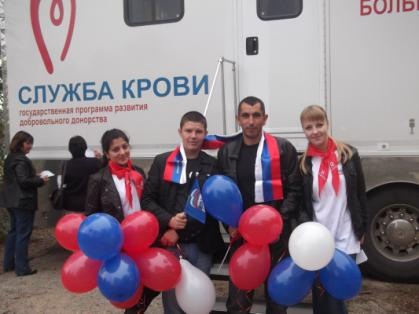 БОЛЬ
СЛУЖБА КРОВИ
государственная программа развития
добровольного донорства